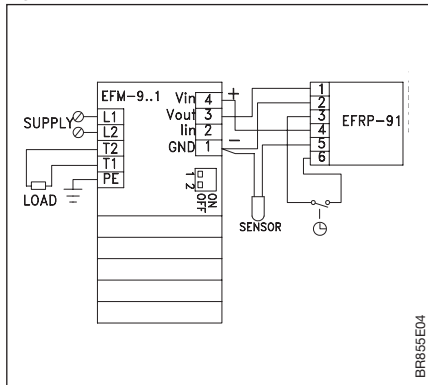 EFM-9..1
Vin 4 +
Vout 3
Iin 2
GND 1 –
SUPPLY
L1
L2
T2
T1
PE
LOAD
1
2
ON
OFF
SENSOR
1
2
3
4
5
6
EFRP-91
BR855E04